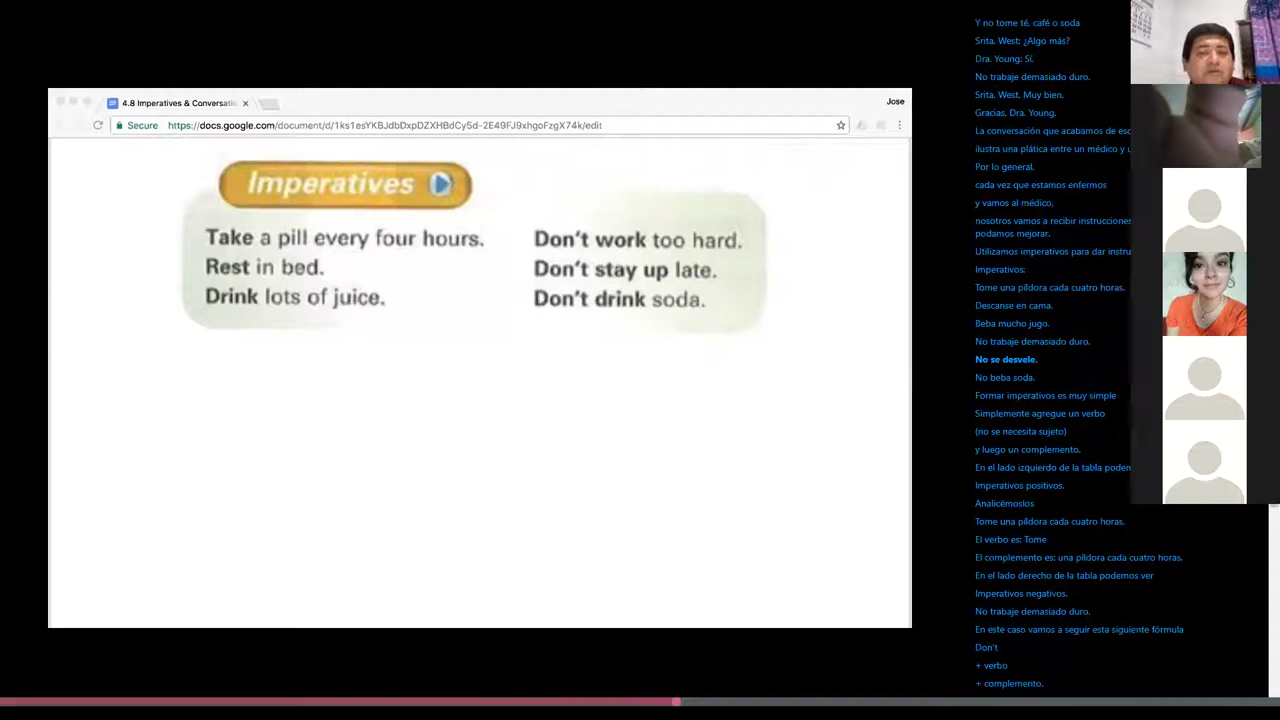 4.8 Imperatives & Conversatio
Jose
Secure
https://docs.google.com/document/d/1ks1esYKBJdbDxpDZXHBdCy5d-2E49FJ9xhgoFzgX74k/edit
Imperatives
Take a pill every four hours.
Rest in bed.
Drink lots of juice.
Don't work too hard.
Don't stay up late.
Don't drink soda.
Y no tome té, café o soda
Srita. West: ¿Algo más?
Dra. Young: Sí.
No trabaje demasiado duro.
Srita. West. Muy bien.
Gracias, Dra. Young.
La conversación que acabamos de esc
ilustra una plática entre un médico y u
Por lo general,
cada vez que estamos enfermos
y vamos al médico,
nosotros vamos a recibir instrucciones
podamos mejorar.
Utilizamos imperativos para dar instru
Imperativos:
Tome una píldora cada cuatro horas.
Descanse en cama.
Beba mucho jugo.
No trabaje demasiado duro.
No se desvele.
No beba soda.
Formar imperativos es muy simple
Simplemente agregue un verbo
(no se necesita sujeto)
y luego un complemento.
En el lado izquierdo de la tabla podem
Imperativos positivos.
Analicémoslos
Tome una píldora cada cuatro horas.
El verbo es: Tome
El complemento es: una píldora cada cuatro horas.
En el lado derecho de la tabla podemos ver
Imperativos negativos.
No trabaje demasiado duro.
En este caso vamos a seguir esta siguiente fórmula
Don't
+ verbo
+ complemento.